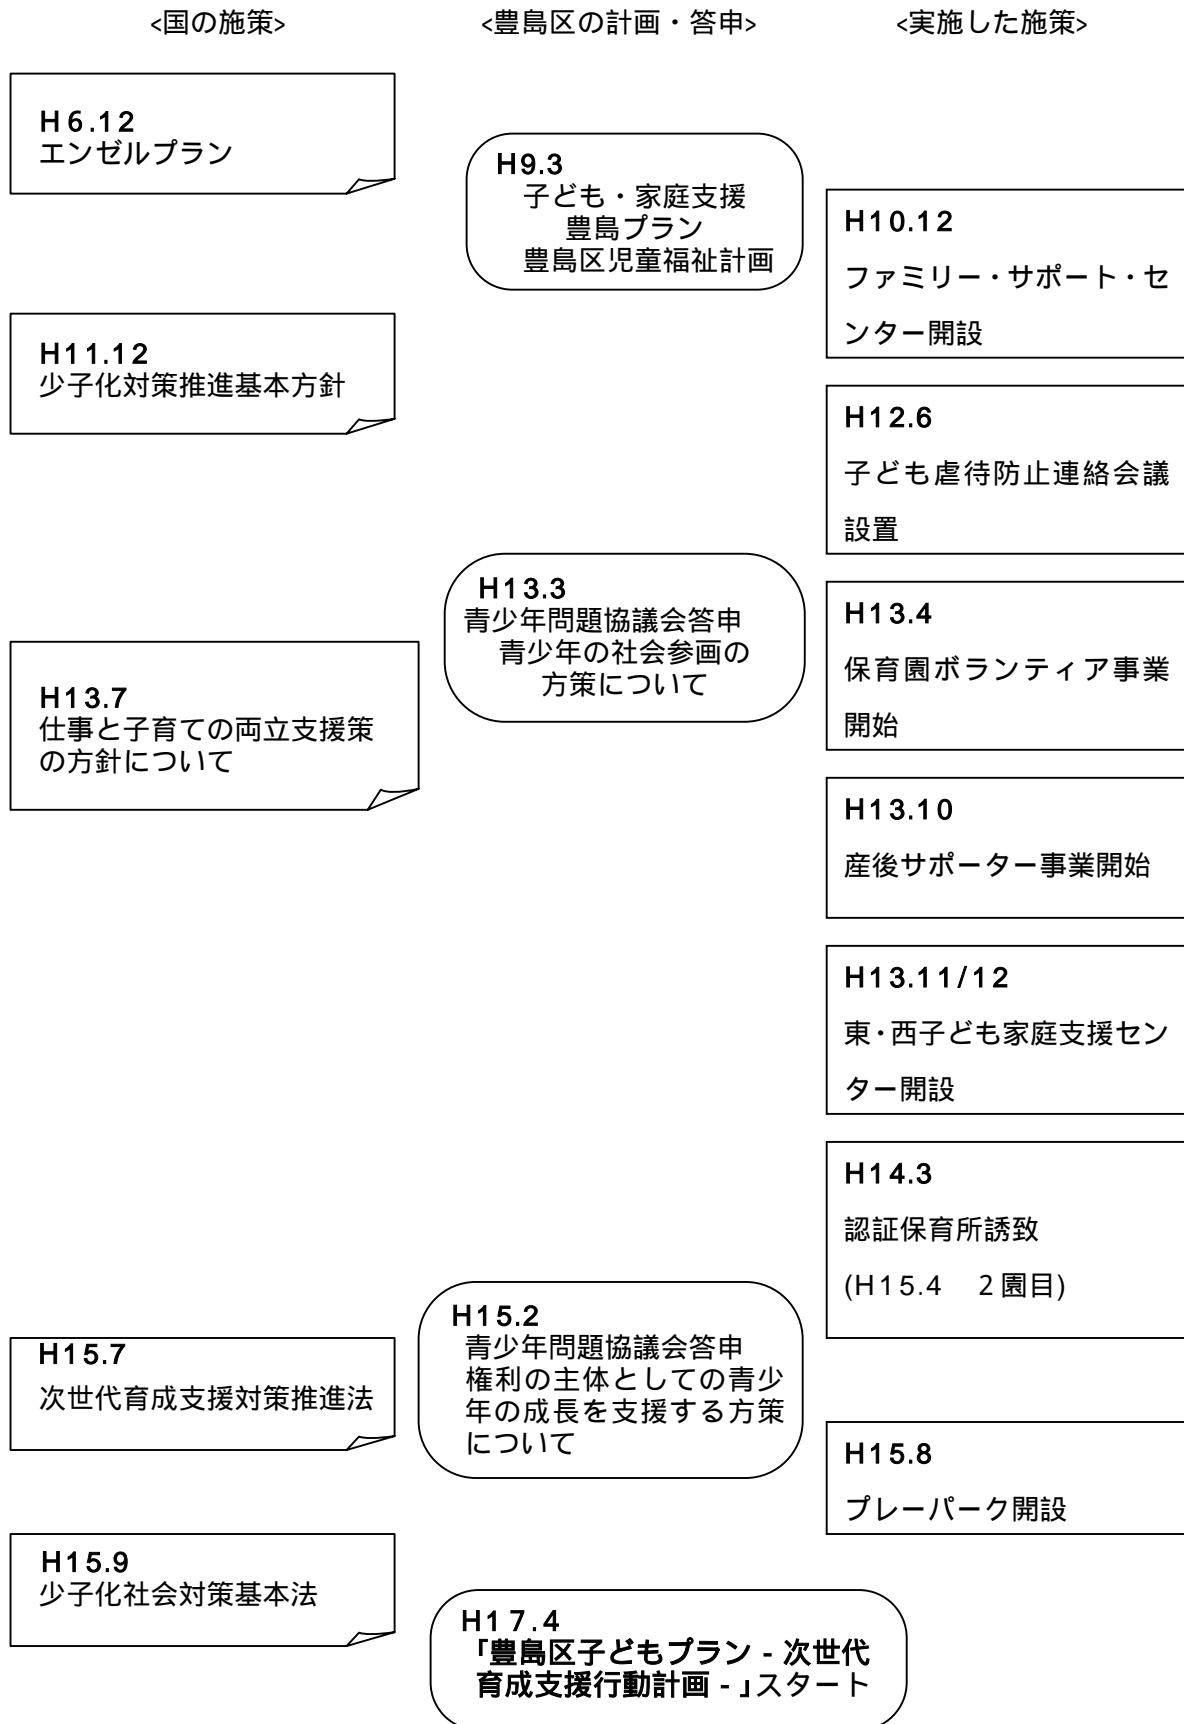 <国の施策>
<豊島区の計画・答申>
<実施した施策>
H6.12
エンゼルプラン
H11.12
少子化対策推進基本方針
H13.7
仕事と子育ての両立支援策
の方針について
H15.7
次世代育成支援対策推進法
H15.9
少子化社会対策基本法
H9.3
子ども・家庭支援
豊島プラン
豊島区児童福祉計画
H13.3
青少年問題協議会答申
青少年の社会参画の
方策について
H15.2
青少年問題協議会答申
権利の主体としての青少
年の成長を支援する方策
について
H17.4
「豊島区子どもプラン - 次世代
育成支援行動計画 - 」スタート
H10.12
ファミリー・サポート・セ
ンター開設
H12.6
子ども虐待防止連絡会議
設置
H13.4
保育園ボランティア事業
開始
H13.10
産後サポーター事業開始
H13.11/12
東・西子ども家庭支援セン
ター開設
H14.3
認証保育所誘致
(H15.4　2園目)
H15.8
プレーパーク開設